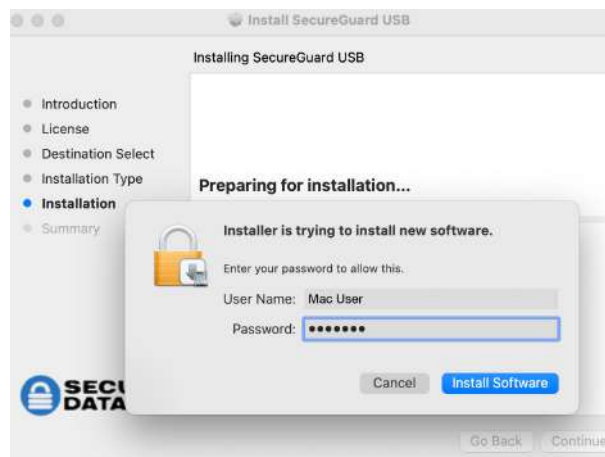 Install SecureGuard USB
Installing SecureGuard USB
Introduction
License
Destination Select
Installation Type
Installation
Summary
Preparing for installation...
Installer is trying to install new software.
Enter your password to allow this.
User Name: Mac User
Password: •••••••
Cancel Install Software
DATA
Go Back Continue